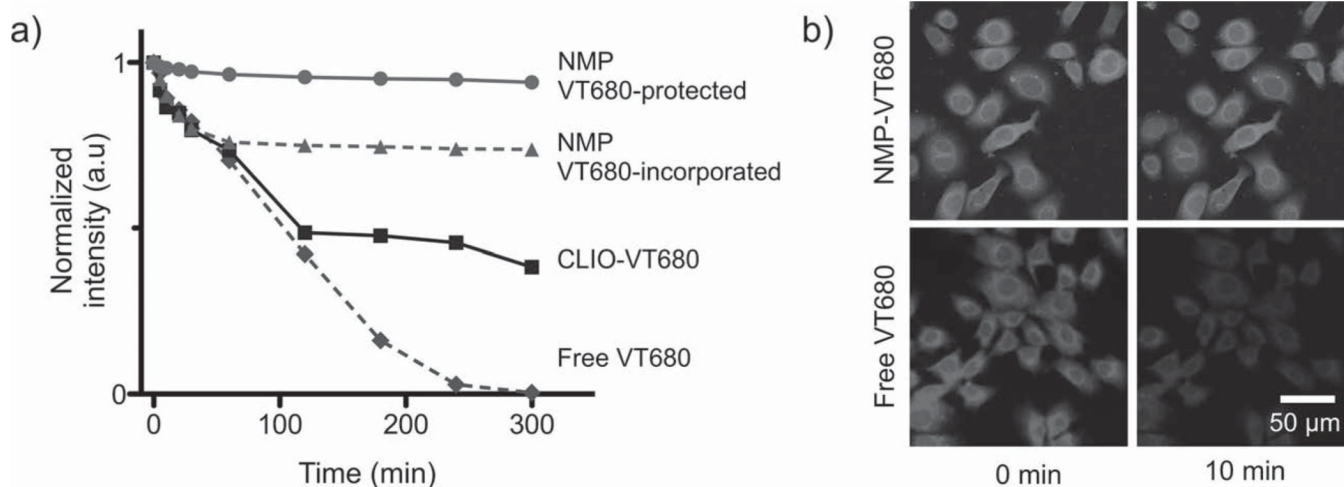 a)
Normalized
intensity (a.u)
1
0
0
100
200
300
Time (min)
NMP
VT680-protected
NMP
VT680-incorporated
CLIO-VT680
Free VT680
b)
NMP-VT680
Free VT680
50 µm
0 min
10 min